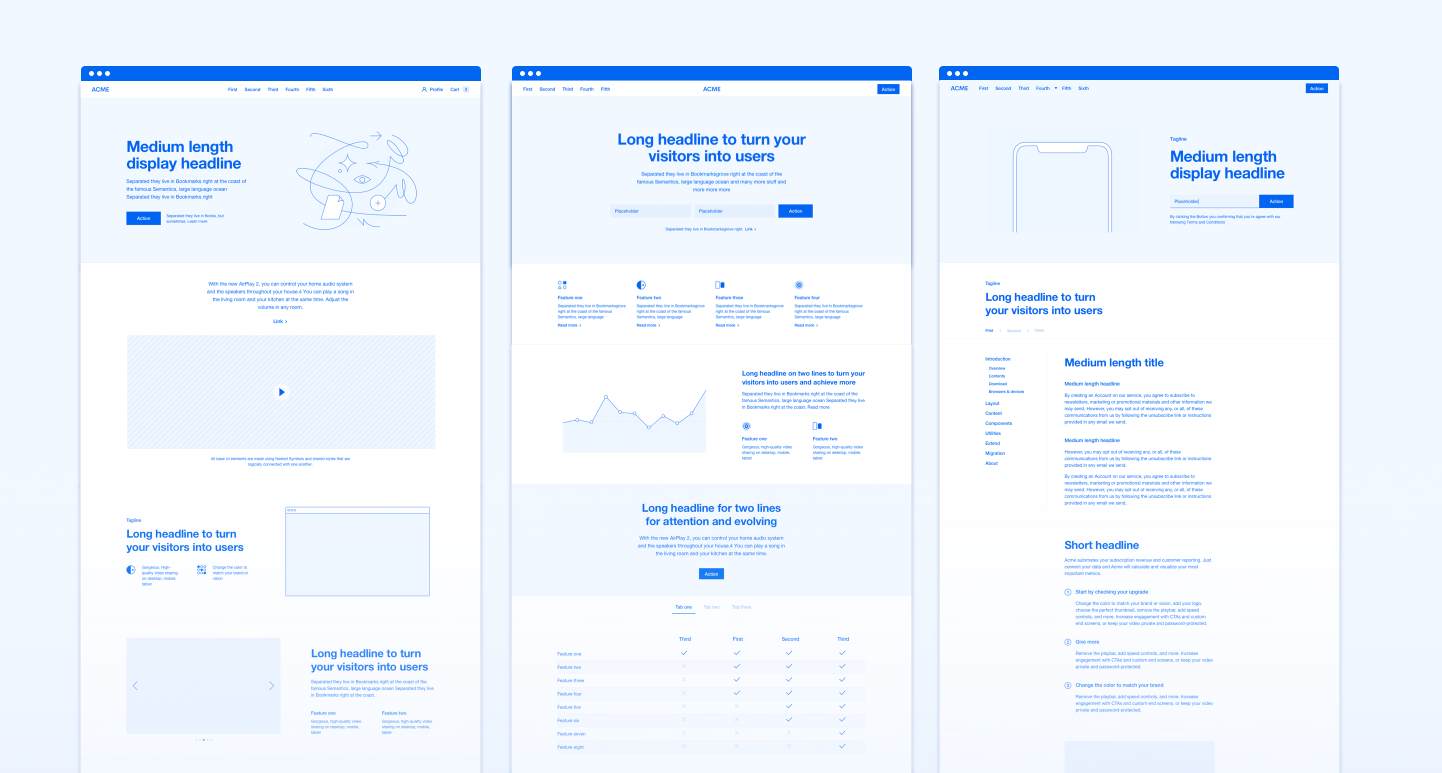 ACME
First Second Third Fourth Fifth Sixth
Profile Cart 3
Medium length
display headline
Separated they live in Bookmarks right at the coast of
the famous Semantics, large language ocean
Separated they live in Bookmarks right
Action
Separated they live in Books, but
sometimes Learn more
With the new AirPlay 2, you can control your home audio system
and the speakers throughout your house.4 You can play a song in
the living room and your kitchen at the same time. Adjust the
volume in any room.
Link
All base UI elements are made using Nested Symbols and shared styles that are
logically connected with one another.
Tagline
Long headline to turn
your visitors into users
Gorgeous, High-
quality video sharing
on desktop, mobile,
tablet
Change the color to
match your brand or
vision
Long headline to turn
your visitors into users
Separated they live in Bookmarks right at the coast of the
famous Semantics, large language ocean Separated they live
in Bookmarks right at the coast.
Feature one
Gorgeous, high-quality video
sharing on desktop, mobile,
tablet
Feature two
Gorgeous, high-quality video
sharing on desktop, mobile,
tablet
First Second Third Fourth Fifth
ACME
Action
Long headline to turn your
visitors into users
Separated they live in Bookmarksgrove right at the coast of the
famous Semantics, large language ocean and many more stuff and
more more more
Placeholder
Placeholder
Action
Separated they live in Bookmarksgrove right. Link
Feature one
Separated they live in Bookmarksgrove
right at the coast of the famous
Semantics, large language
Read more
Feature two
Separated they live in Bookmarksgrove
right at the coast of the famous
Semantics, large language
Read more
Feature three
Separated they live in Bookmarksgrove
right at the coast of the famous
Semantics, large language
Read more
Feature four
Separated they live in Bookmarksgrove
right at the coast of the famous
Semantics, large language
Read more
Long headline on two lines to turn your
visitors into users and achieve more
Separated they live in Bookmarksgrove right at the coast of the
famous Semantics, large language ocean Separated they live
in Bookmarks right at the coast. Read more
Feature one
Gorgeous, high-quality video
sharing on desktop, mobile,
tablet
Feature two
Gorgeous, high-quality video
sharing on desktop, mobile,
tablet
Long headline for two lines
for attention and evolving
With the new AirPlay 2, you can control your home audio system
and the speakers throughout your house.4 You can play a song in
the living room and your kitchen at the same time.
Action
Tab one Tab two Tab three
Third First Second Third
Feature one
Feature two
Feature three
Feature four
Feature five
Feature six
Feature seven
Feature eight
ACME First Second Third Fourth Fifth Sixth
Action
Tagline
Medium length
display headline
Placeholder
Action
By clicking the Button you confirming that you're agree with our
following Terms and Conditions
Tagline
Long headline to turn
your visitors into users
First Second Third
Introduction
Overview
Contents
Download
Browsers & devices
Layout
Content
Components
Utilities
Extend
Migration
About
Medium length title
Medium length headline
By creating an Account on our service, you agree to subscribe to
newsletters, marketing or promotional materials and other information we
may send. However, you may opt out of receiving any, or all, of these
communications from us by following the unsubscribe link or instructions
provided in any email we send.
Medium length headline
However, you may opt out of receiving any, or all, of these
communications from us by following the unsubscribe link or instructions
provided in any email we send.
By creating an Account on our service, you agree to subscribe to
newsletters, marketing or promotional materials and other information we
may send. However, you may opt out of receiving any, or all, of these
communications from us by following the unsubscribe link or instructions
provided in any email we send.
Short headline
Acme automates your subscription revenue and customer reporting. Just
connect your data and Acme will calculate and visualize your most
important metrics.
1 Start by checking your upgrade
Change the color to match your brand or vision, add your logo,
choose the perfect thumbnail, remove the playbar, add speed
controls, and more. Increase engagement with CTAs and custom
end screens, or keep your video private and password-protected.
2 Give more
Remove the playbar, add speed controls, and more. Increase
engagement with CTAs and custom end screens, or keep your video
private and password-protected.
3 Change the color to match your brand
Remove the playbar, add speed controls, and more. Increase
engagement with CTAs and custom end screens, or keep your video
private and password-protected.